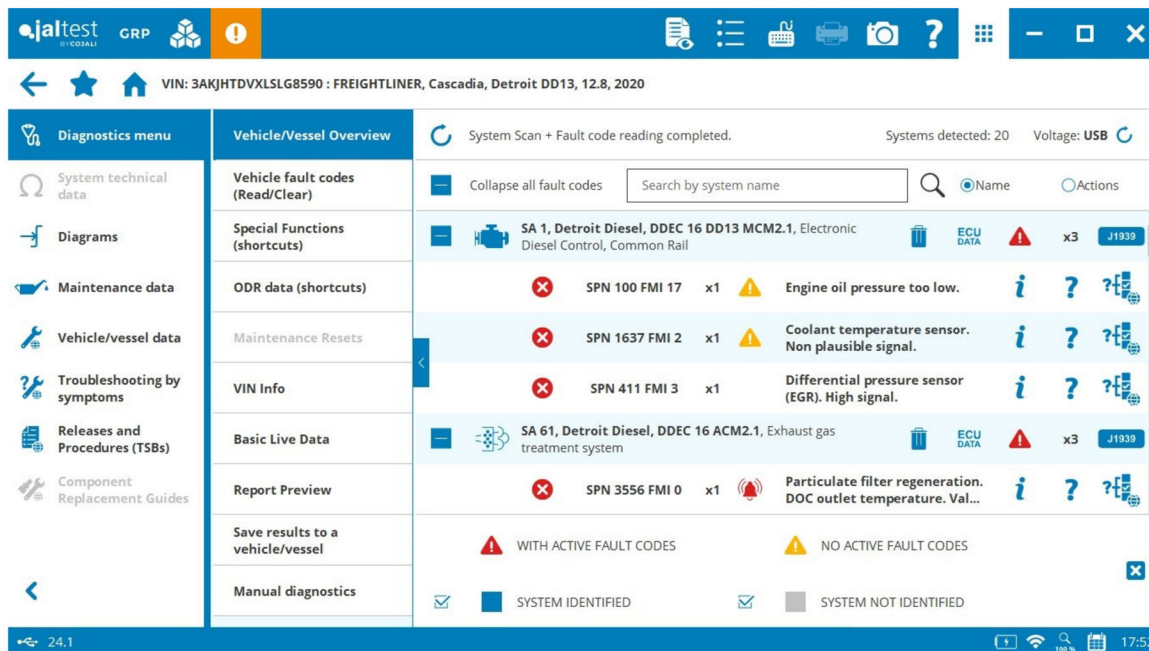 jaltest
BY COJALI
GRP
VIN: 3AKJHTDVXLSLG8590 : FREIGHTLINER, Cascadia, Detroit DD13, 12.8, 2020
Diagnostics menu
System technical
data
Diagrams
Maintenance data
Vehicle/vessel data
Troubleshooting by
symptoms
Releases and
Procedures (TSBs)
Component
Replacement Guides
Vehicle/Vessel Overview
Vehicle fault codes
(Read/Clear)
Special Functions
(shortcuts)
ODR data (shortcuts)
Maintenance Resets
VIN Info
Basic Live Data
Report Preview
Save results to a
vehicle/vessel
Manual diagnostics
System Scan + Fault code reading completed.
Systems detected: 20
Voltage: USB
Collapse all fault codes
Search by system name
Name
Actions
SA 1, Detroit Diesel, DDEC 16 DD13 MCM2.1, Electronic
Diesel Control, Common Rail
ECU
DATA
x3
J1939
SPN 100 FMI 17
x1
Engine oil pressure too low.
SPN 1637 FMI 2
x1
Coolant temperature sensor.
Non plausible signal.
SPN 411 FMI 3
x1
Differential pressure sensor
(EGR). High signal.
SA 61, Detroit Diesel, DDEC 16 ACM2.1, Exhaust gas
treatment system
ECU
DATA
x3
J1939
SPN 3556 FMI 0
x1
Particulate filter regeneration.
DOC outlet temperature. Val...
WITH ACTIVE FAULT CODES
NO ACTIVE FAULT CODES
SYSTEM IDENTIFIED
SYSTEM NOT IDENTIFIED
24.1
100 %